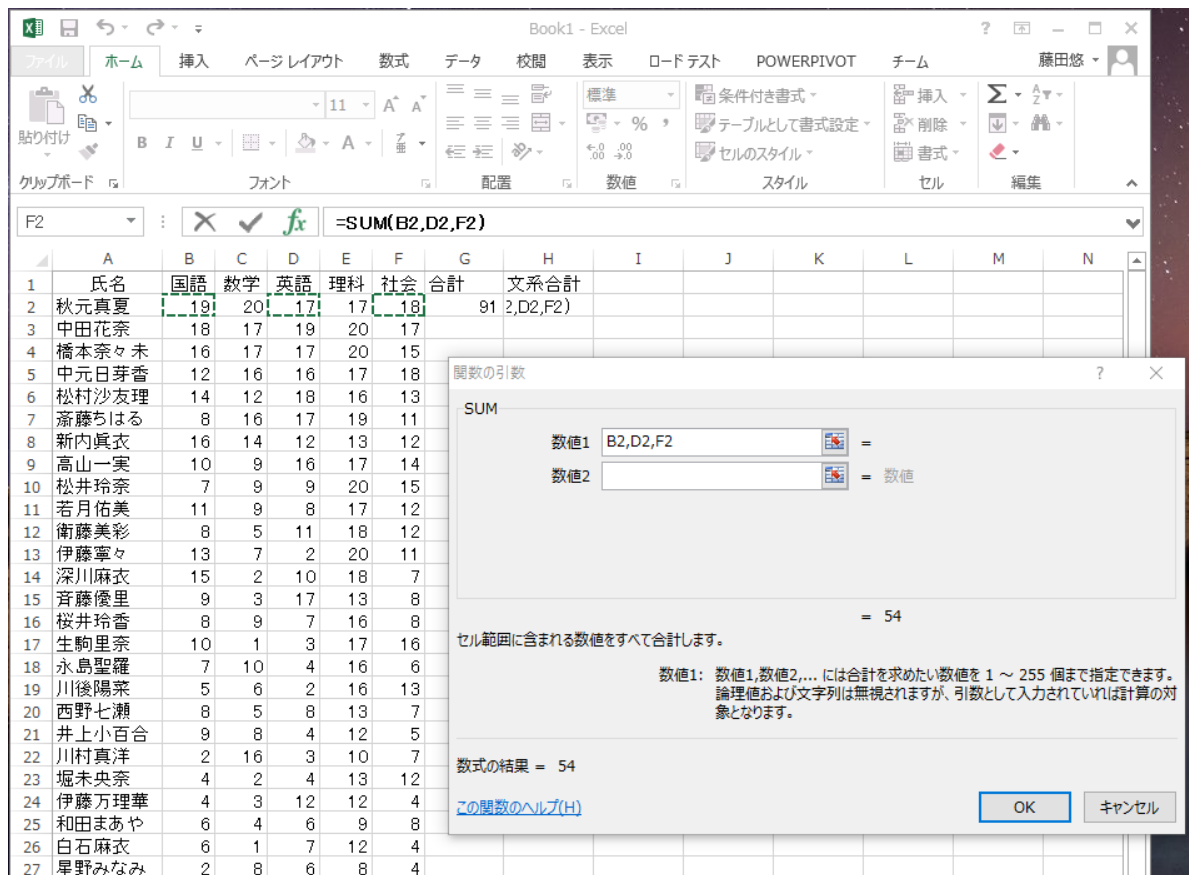 Book1 - Excel
ファイル ホーム 挿入 ページ レイアウト 数式 データ 校閲 表示 ロード テスト POWERPIVOT チーム 藤田悠
貼り付け
11
B I U
A
標準
%
条件付き書式
テーブルとして書式設定
セルのスタイル
挿入
削除
書式
クリップボード フォント 配置 数値 スタイル セル 編集
F2 fx =SUM(B2,D2,F2)
A B C D E F G H I J K L M N
1 氏名 国語 数学 英語 理科 社会 合計 文系合計
2 秋元真夏 19 20 17 17 18 91 2,D2,F2)
3 中田花奈 18 17 19 20 17
4 橋本奈々未 16 17 17 20 15
5 中元日芽香 12 16 16 17 18
6 松村沙友理 14 12 18 16 13
7 斎藤ちはる 8 16 17 19 11
8 新内眞衣 16 14 12 13 12
9 高山一実 10 9 16 17 14
10 松井玲奈 7 9 9 20 15
11 若月佑美 11 9 8 17 12
12 衛藤美彩 8 5 11 18 12
13 伊藤寧々 13 7 2 20 11
14 深川麻衣 15 2 10 18 7
15 斉藤優里 9 3 17 13 8
16 桜井玲香 8 9 7 16 8
17 生駒里奈 10 1 3 17 16
18 永島聖羅 7 10 4 16 6
19 川後陽菜 5 6 2 16 13
20 西野七瀬 8 5 8 13 7
21 井上小百合 9 8 4 12 5
22 川村真洋 2 16 3 10 7
23 堀未央奈 4 2 4 13 12
24 伊藤万理華 4 3 12 12 4
25 和田まあや 6 4 6 9 8
26 白石麻衣 6 1 7 12 4
27 星野みなみ 2 8 6 8 4
関数の引数
SUM
数値1 B2,D2,F2 =
数値2 = 数値
= 54
セル範囲に含まれる数値をすべて合計します。
数値1: 数値1,数値2,... には合計を求めたい数値を 1 ～ 255 個まで指定できます。
論理値および文字列は無視されますが、引数として入力されていれば計算の対
象となります。
数式の結果 = 54
この関数のヘルプ(H)
OK キャンセル